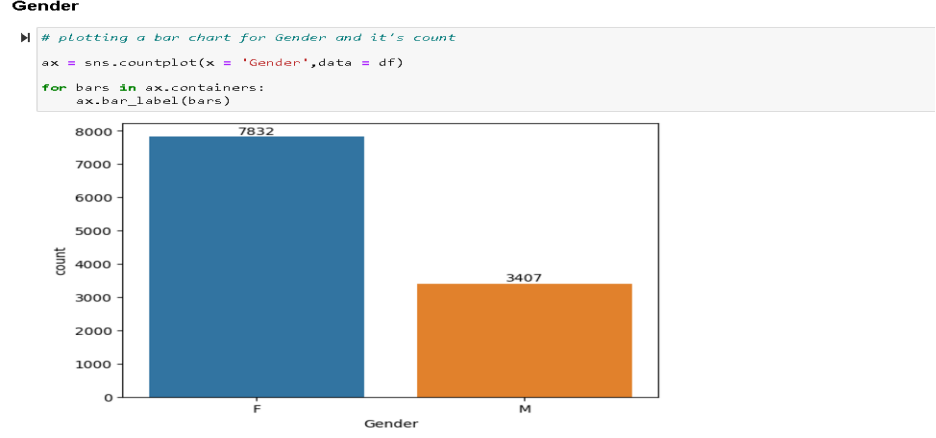 Gender
# plotting a bar chart for Gender and it's count
ax = sns.countplot(x = 'Gender',data = df)
for bars in ax.containers:
    ax.bar_label(bars)
8000
7000
6000
5000
4000
3000
2000
1000
0
count
7832
3407
F
M
Gender